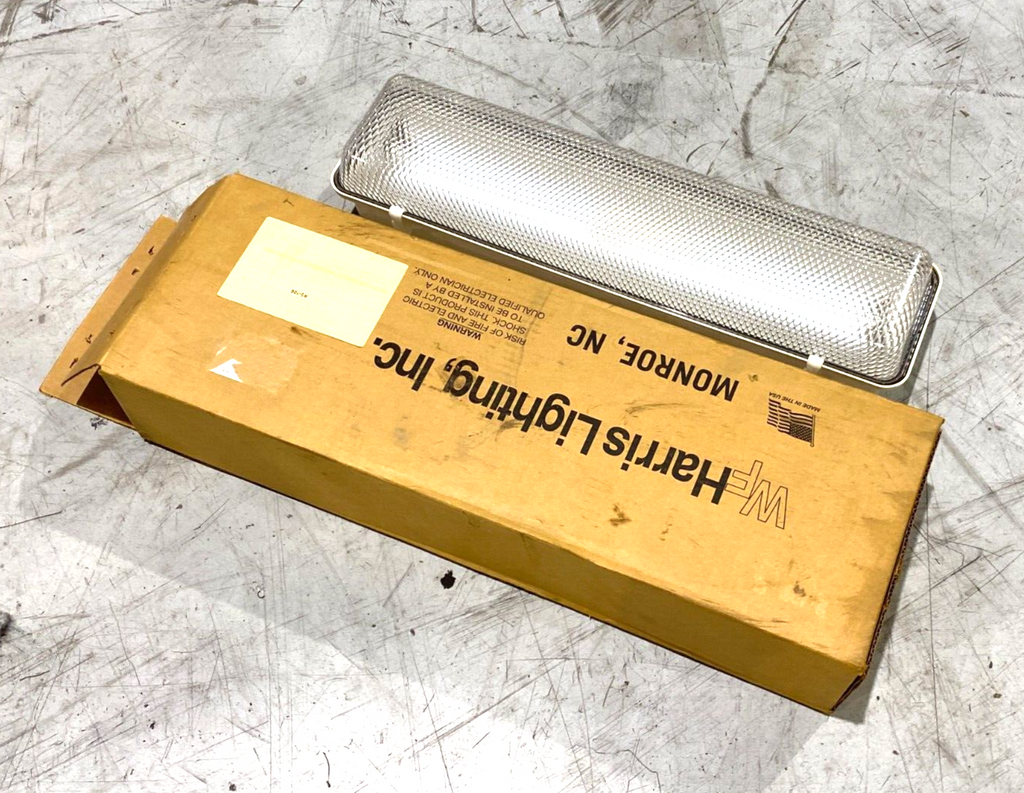 WF Harris Lighting, Inc.
MONROE, NC
MADE IN THE USA
WARNING
RISK OF FIRE AND ELECTRIC
SHOCK. THIS PRODUCT IS
TO BE INSTALLED BY A
QUALIFIED ELECTRICIAN ONLY.